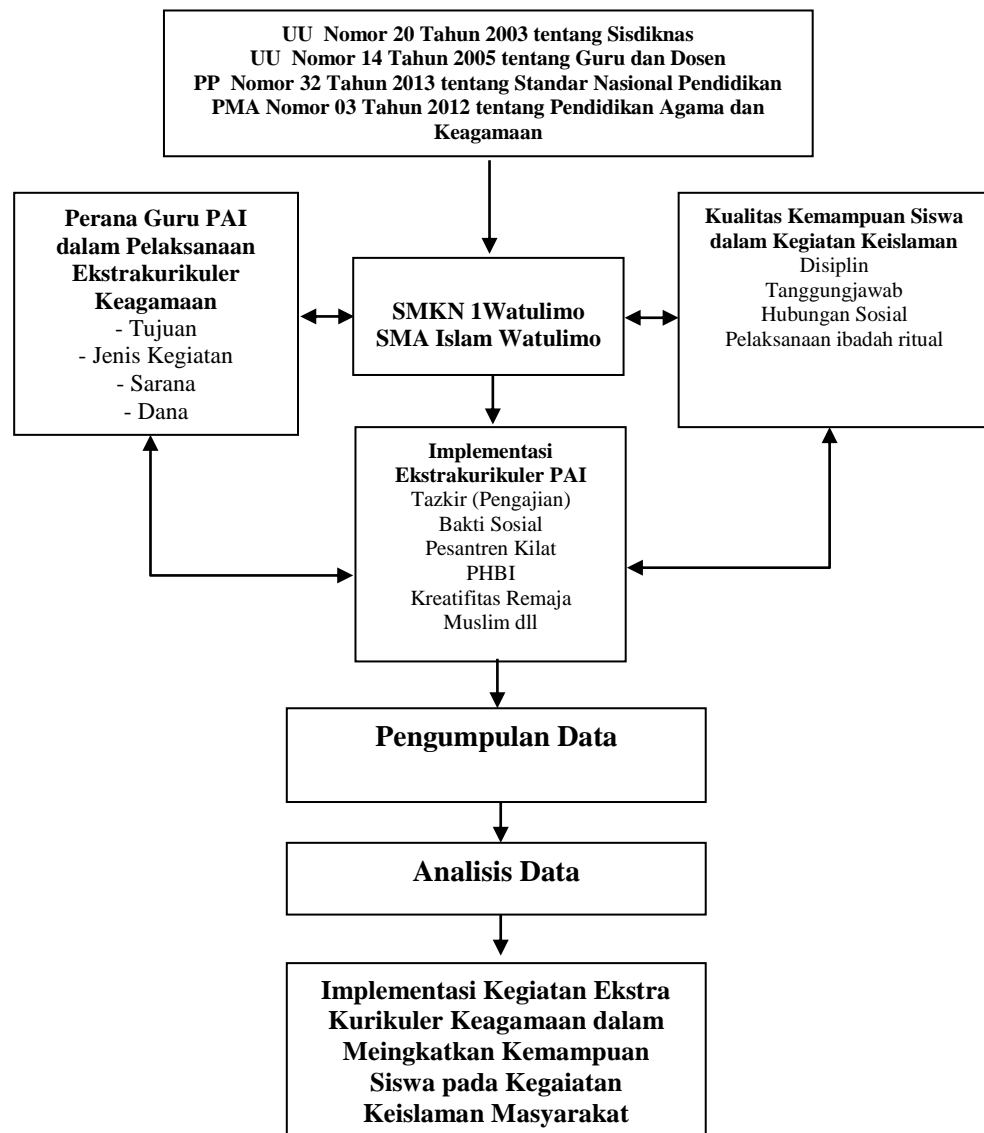 UU Nomor 20 Tahun 2003 tentang Sisdiknas
UU Nomor 14 Tahun 2005 tentang Guru dan Dosen
PP Nomor 32 Tahun 2013 tentang Standar Nasional Pendidikan
PMA Nomor 03 Tahun 2012 tentang Pendidikan Agama dan
Keagamaan
Perana Guru PAI
dalam Pelaksanaan
Ekstrakurikuler
Keagamaan
- Tujuan
- Jenis Kegiatan
- Sarana
- Dana
SMKN 1Watulimo
SMA Islam Watulimo
Kualitas Kemampuan Siswa
dalam Kegiatan Keislaman
Disiplin
Tanggungjawab
Hubungan Sosial
Pelaksanaan ibadah ritual
Implementasi
Ekstrakurikuler PAI
Tazkir (Pengajian)
Bakti Sosial
Pesantren Kilat
PHBI
Kreatifitas Remaja
Muslim dll
Pengumpulan Data
Analisis Data
Implementasi Kegiatan Ekstra
Kurikuler Keagamaan dalam
Meingkatkan Kemampuan
Siswa pada Kegaiatan
Keislaman Masyarakat